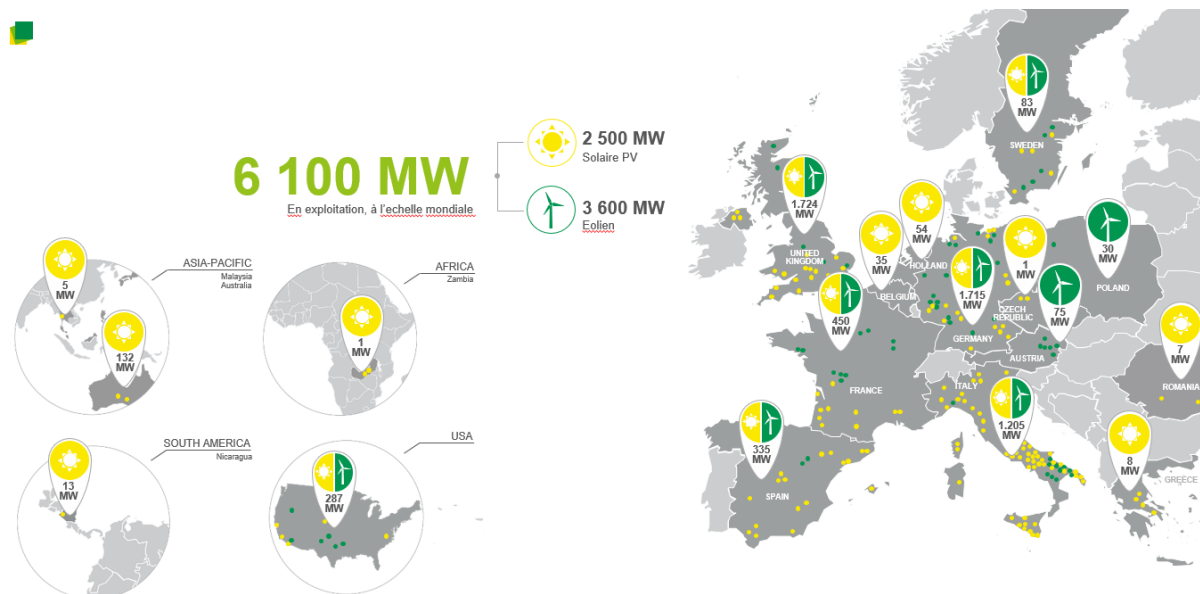 6 100 MW
En exploitation, à l'echelle mondiale
2 500 MW
Solaire PV
3 600 MW
Eolien
ASIA-PACIFIC
Malaysia
Australia
5
MW
132
MW
AFRICA
Zambia
1
MW
SOUTH AMERICA
Nicaragua
13
MW
USA
287
MW
83
MW
SWEDEN
1.724
MW
UNITED
KINGDOM
54
MW
HOLLAND
35
MW
BELGIUM
1
MW
CZECH
REPUBLIC
30
MW
POLAND
1.715
MW
GERMANY
75
MW
AUSTRIA
450
MW
FRANCE
7
MW
ROMANIA
ITALY
1.205
MW
335
MW
SPAIN
8
MW
GREECE